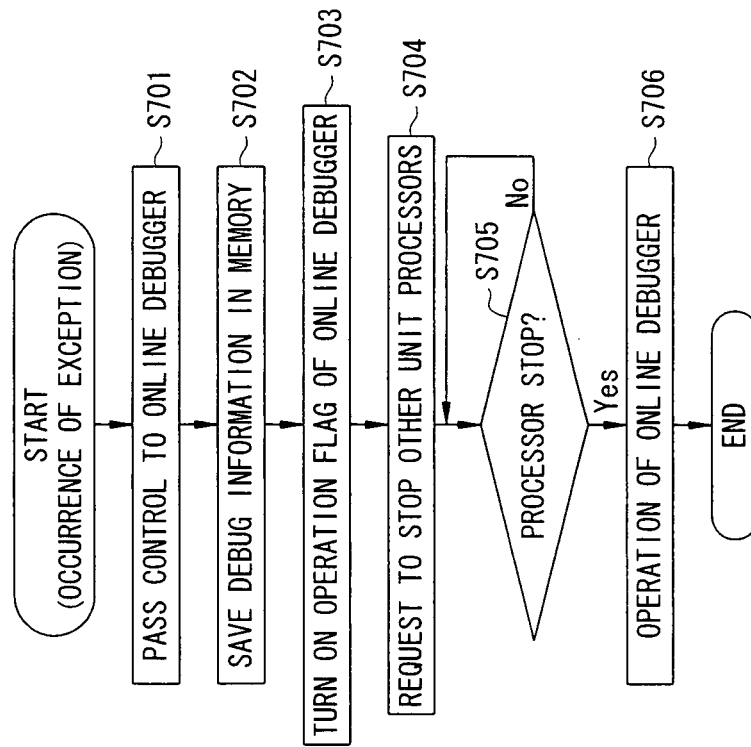 START
(OCCURRENCE OF EXCEPTION)
PASS CONTROL TO ONLINE DEBUGGER
S701
SAVE DEBUG INFORMATION IN MEMORY
S702
TURN ON OPERATION FLAG OF ONLINE DEBUGGER
S703
REQUEST TO STOP OTHER UNIT PROCESSORS
S704
S705
PROCESSOR STOP?
No
Yes
OPERATION OF ONLINE DEBUGGER
S706
END